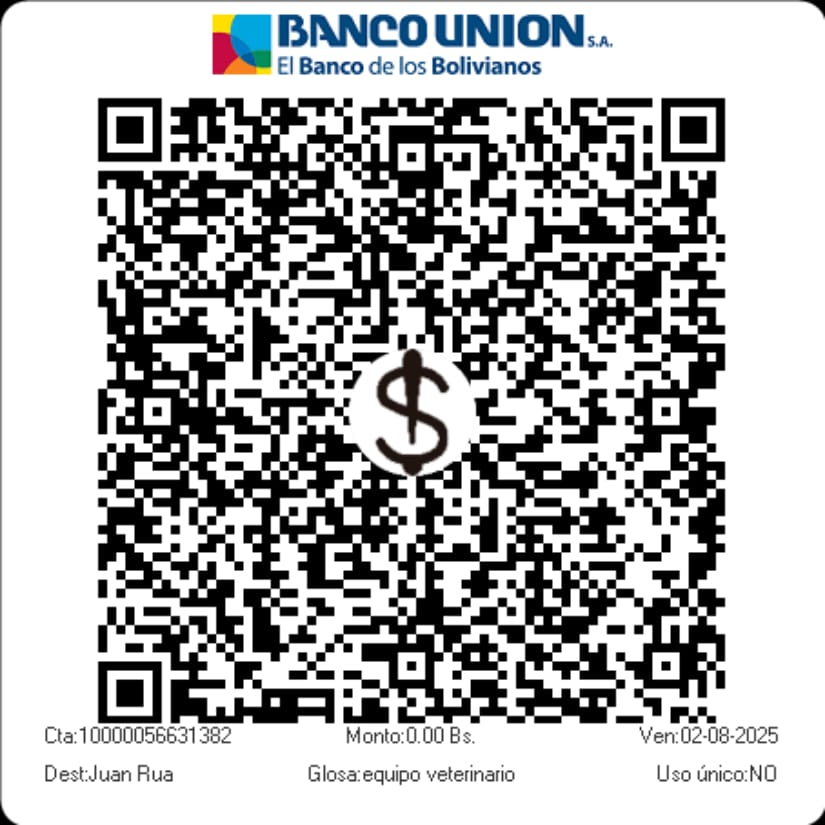 BANCO UNION S.A.
El Banco de los Bolivianos
$
Cta:10000056631382 Monto:0.00 Bs. Ven:02-08-2025
Dest:Juan Rua Glosa:equipo veterinario Uso único:NO